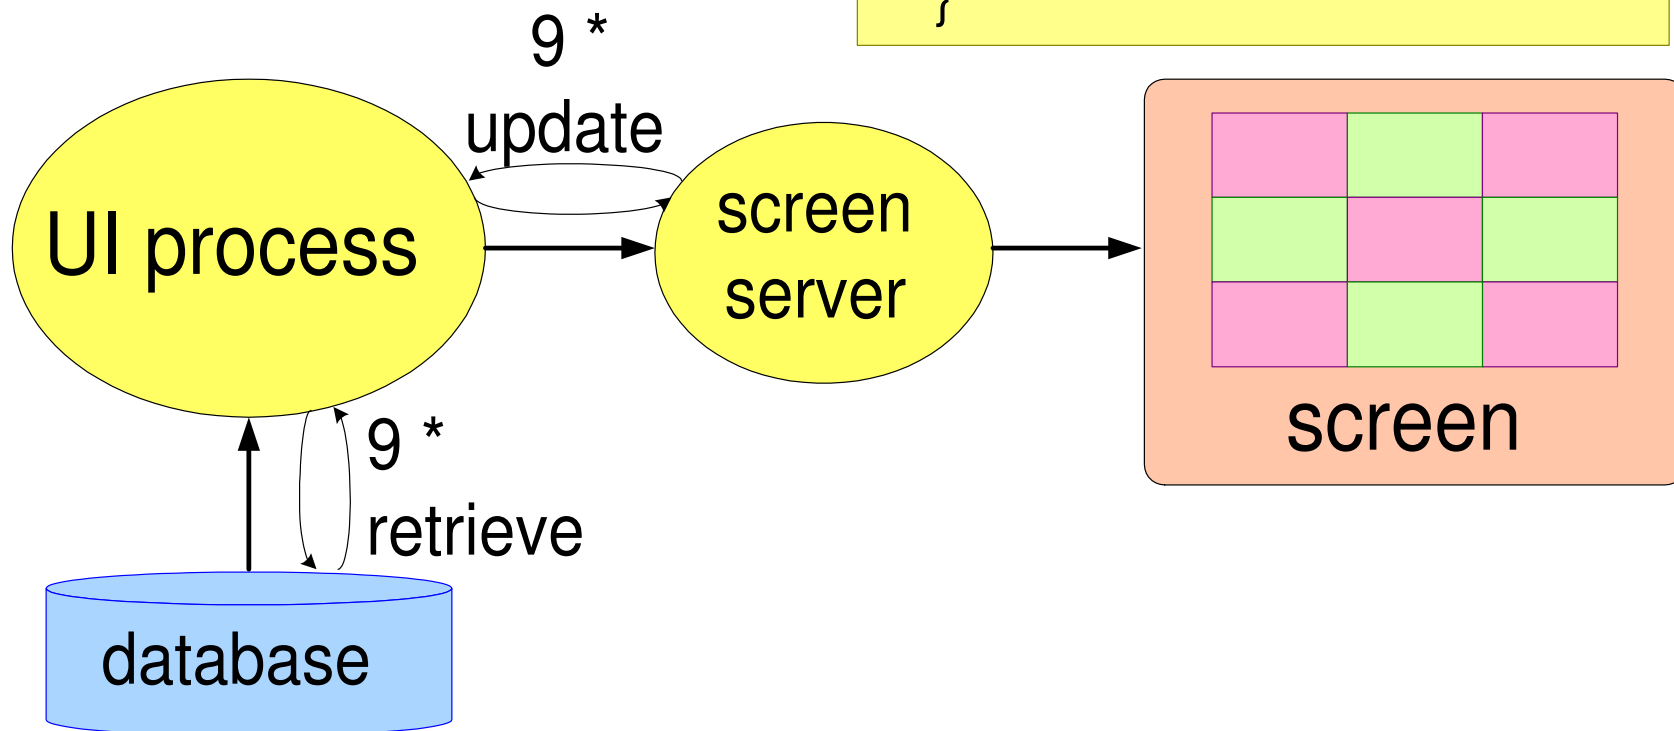 }
9 *
update
UI process
screen
server
screen
9 *
retrieve
database